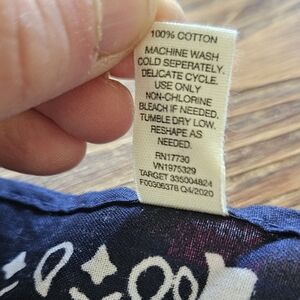 100% COTTON
MACHINE WASH
COLD SEPERATELY.
DELICATE CYCLE.
USE ONLY
NON-CHLORINE
BLEACH IF NEEDED.
TUMBLE DRY LOW.
RESHAPE AS
NEEDED.
RN17730
VN1975329
TARGET 335004824
F00306378 Q4/2020